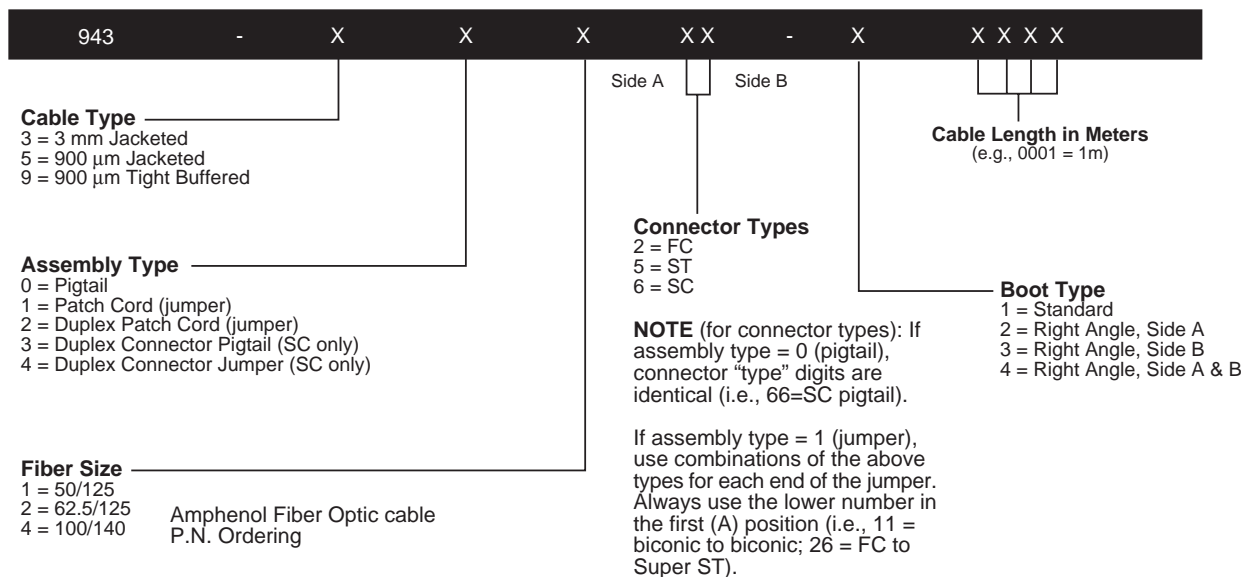 943 - X X X X X - X X X X X
Side A Side B
Cable Type
3 = 3 mm Jacketed
5 = 900 μm Jacketed
9 = 900 μm Tight Buffered
Cable Length in Meters
(e.g., 0001 = 1m)
Assembly Type
0 = Pigtail
1 = Patch Cord (jumper)
2 = Duplex Patch Cord (jumper)
3 = Duplex Connector Pigtail (SC only)
4 = Duplex Connector Jumper (SC only)
Connector Types
2 = FC
5 = ST
6 = SC
NOTE (for connector types): If
assembly type = 0 (pigtail),
connector “type” digits are
identical (i.e., 66=SC pigtail).
If assembly type = 1 (jumper),
use combinations of the above
types for each end of the jumper.
Always use the lower number in
the first (A) position (i.e., 11 =
biconic to biconic; 26 = FC to
Super ST).
Boot Type
1 = Standard
2 = Right Angle, Side A
3 = Right Angle, Side B
4 = Right Angle, Side A & B
Fiber Size
1 = 50/125
2 = 62.5/125
4 = 100/140
Amphenol Fiber Optic cable
P.N. Ordering